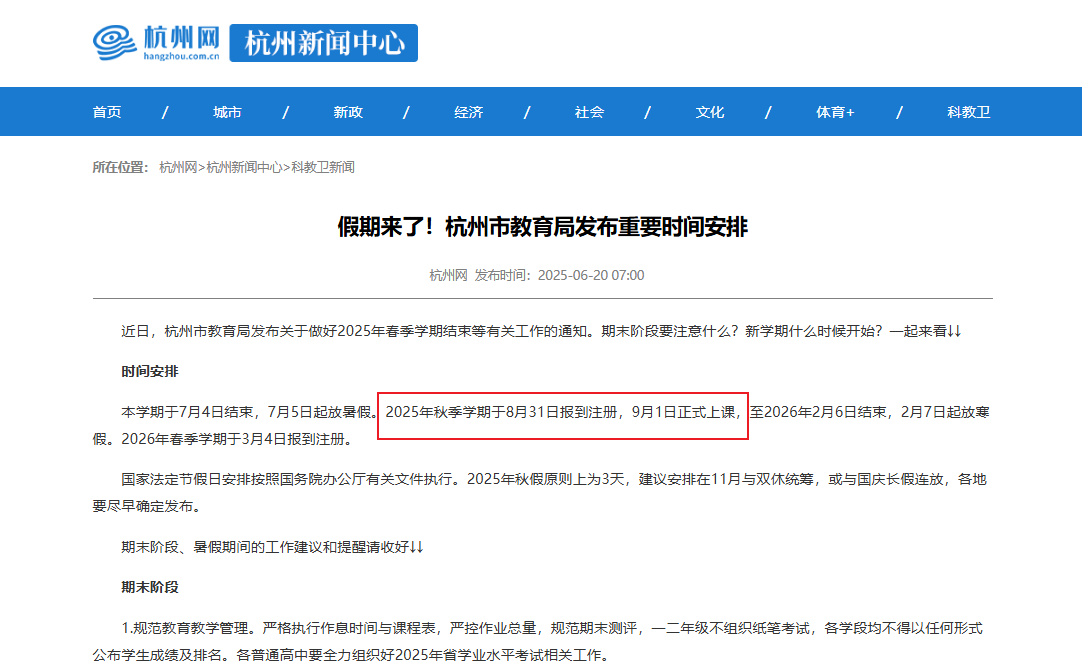 杭州网
hangzhou.com.cn
杭州新闻中心
首页 / 城市 / 新政 / 经济 / 社会 / 文化 / 体育+ / 科教卫
所在位置： 杭州网>杭州新闻中心>科教卫新闻
假期来了！杭州市教育局发布重要时间安排
杭州网 发布时间：2025-06-20 07:00
近日，杭州市教育局发布关于做好2025年春季学期结束等有关工作的通知。期末阶段要注意什么？新学期什么时候开始？一起来看↓↓
时间安排
本学期于7月4日结束，7月5日起放暑假。2025年秋季学期于8月31日报到注册，9月1日正式上课，至2026年2月6日结束，2月7日起放寒
假。2026年春季学期于3月4日报到注册。
国家法定节假日安排按照国务院办公厅有关文件执行。2025年秋假原则上为3天，建议安排在11月与双休统筹，或与国庆长假连放，各地
要尽早确定发布。
期末阶段、暑假期间的工作建议和提醒请收好↓↓
期末阶段
1.规范教育教学管理。严格执行作息时间与课程表，严控作业总量，规范期末测评，一二年级不组织纸笔考试，各学段均不得以任何形式
公布学生成绩及排名。各普通高中要全力组织好2025年省学业水平考试相关工作。